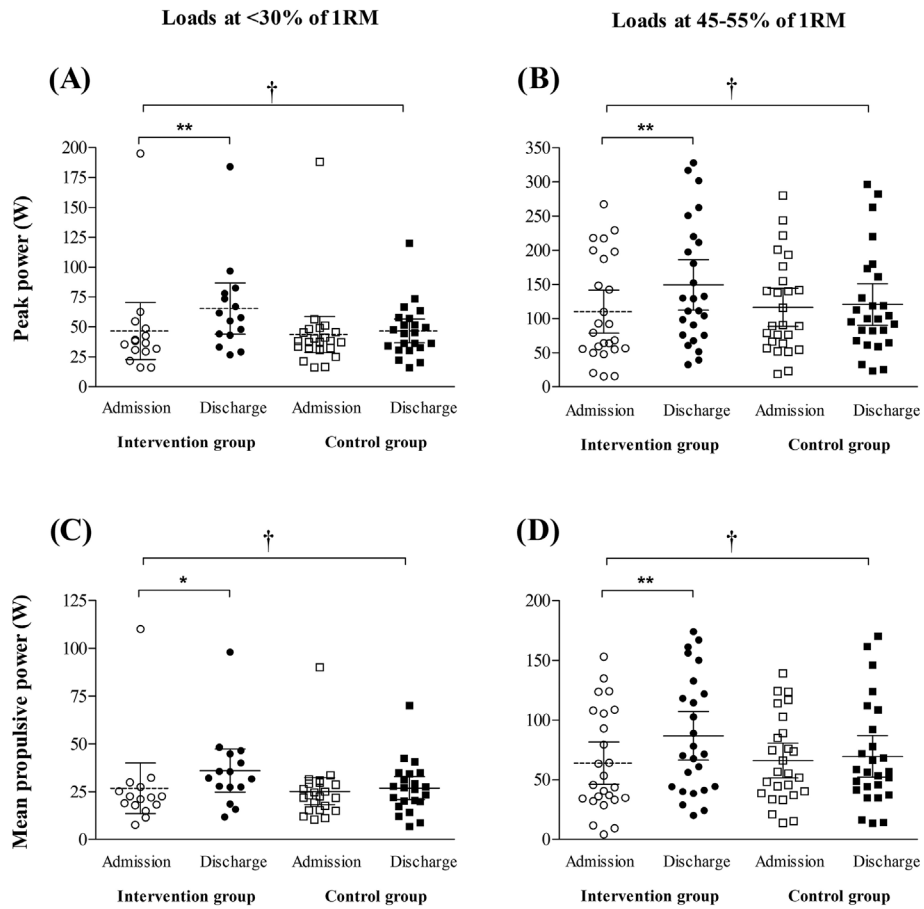 Loads at <30% of 1RM
Loads at 45-55% of 1RM
(A)
†
**
Peak power (W)
200
175
150
125
100
75
50
25
0
Admission Discharge Admission Discharge
Intervention group Control group
(B)
†
**
350
300
250
200
150
100
50
0
Admission Discharge Admission Discharge
Intervention group Control group
(C)
†
*
Mean propulsive power (W)
125
100
75
50
25
0
Admission Discharge Admission Discharge
Intervention group Control group
(D)
†
**
200
150
100
50
0
Admission Discharge Admission Discharge
Intervention group Control group